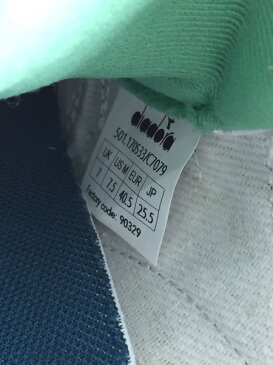 diadora
501.170533/C7079
UK US M EUR JP
7 7.5 40.5 25.5
Factory code: 90329